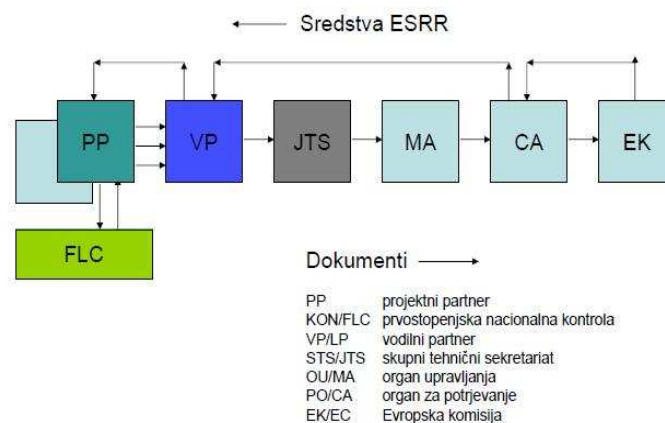 Sredstva ESRR
PP
VP
JTS
MA
CA
EK
FLC
Dokumenti
PP projektni partner
KON/FLC prvostopenjska nacionalna kontrola
VP/LP vodilni partner
STS/JTS skupni tehnični sekretariat
OU/MA organ upravljanja
PO/CA organ za potrjevanje
EK/EC Evropska komisija